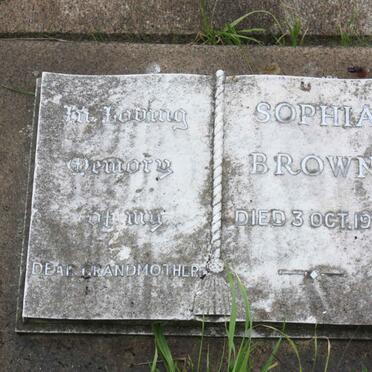 In Loving
Memory
of my
DEAR GRANDMOTHER
SOPHIA
BROWN
DIED 3 OCT. 19